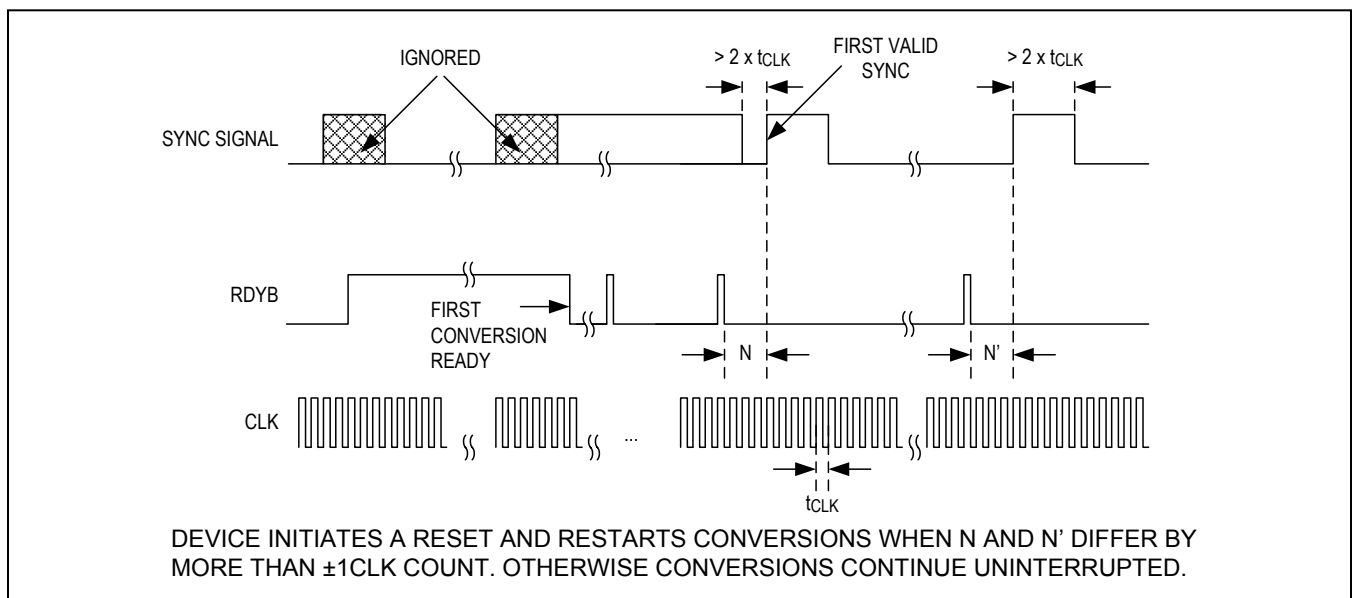 IGNORED
> 2 x tCLK
FIRST VALID
SYNC
> 2 x tCLK
SYNC SIGNAL
RDYB
FIRST
CONVERSION
READY
N
N'
CLK
...
tCLK
DEVICE INITIATES A RESET AND RESTARTS CONVERSIONS WHEN N AND N’ DIFFER BY
MORE THAN ±1CLK COUNT. OTHERWISE CONVERSIONS CONTINUE UNINTERRUPTED.